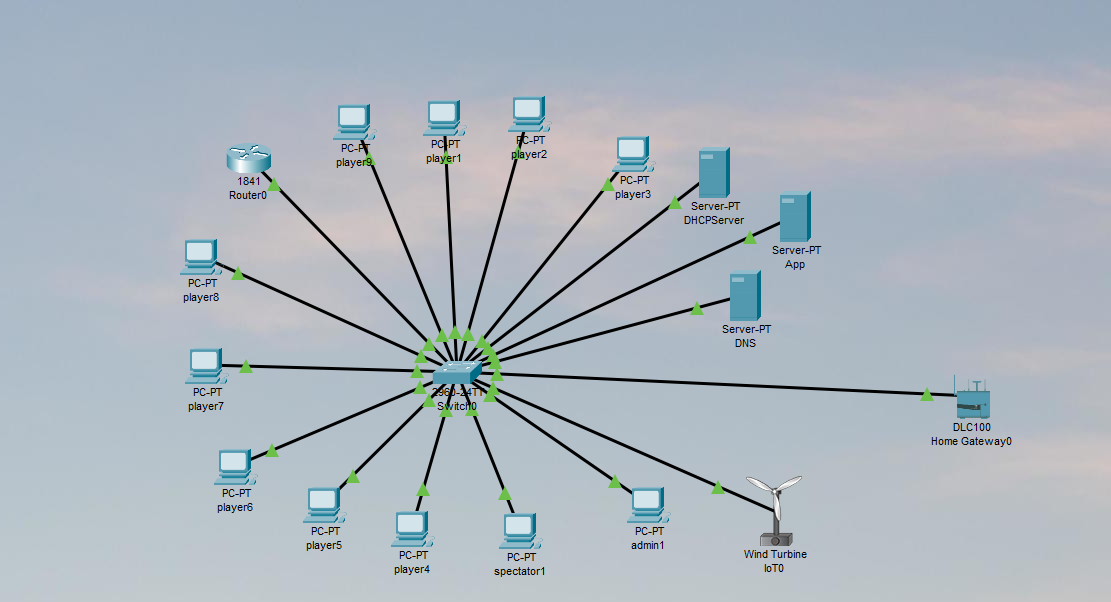 PC-PT
player9
PC-PT
player1
PC-PT
player2
PC-PT
player3
1841
Router0
Server-PT
DHCPServer
Server-PT
App
PC-PT
player8
Server-PT
DNS
PC-PT
player7
2960-24TT
Switch0
DLC100
Home Gateway0
PC-PT
player6
PC-PT
player5
PC-PT
player4
PC-PT
spectator1
PC-PT
admin1
Wind Turbine
IoT0